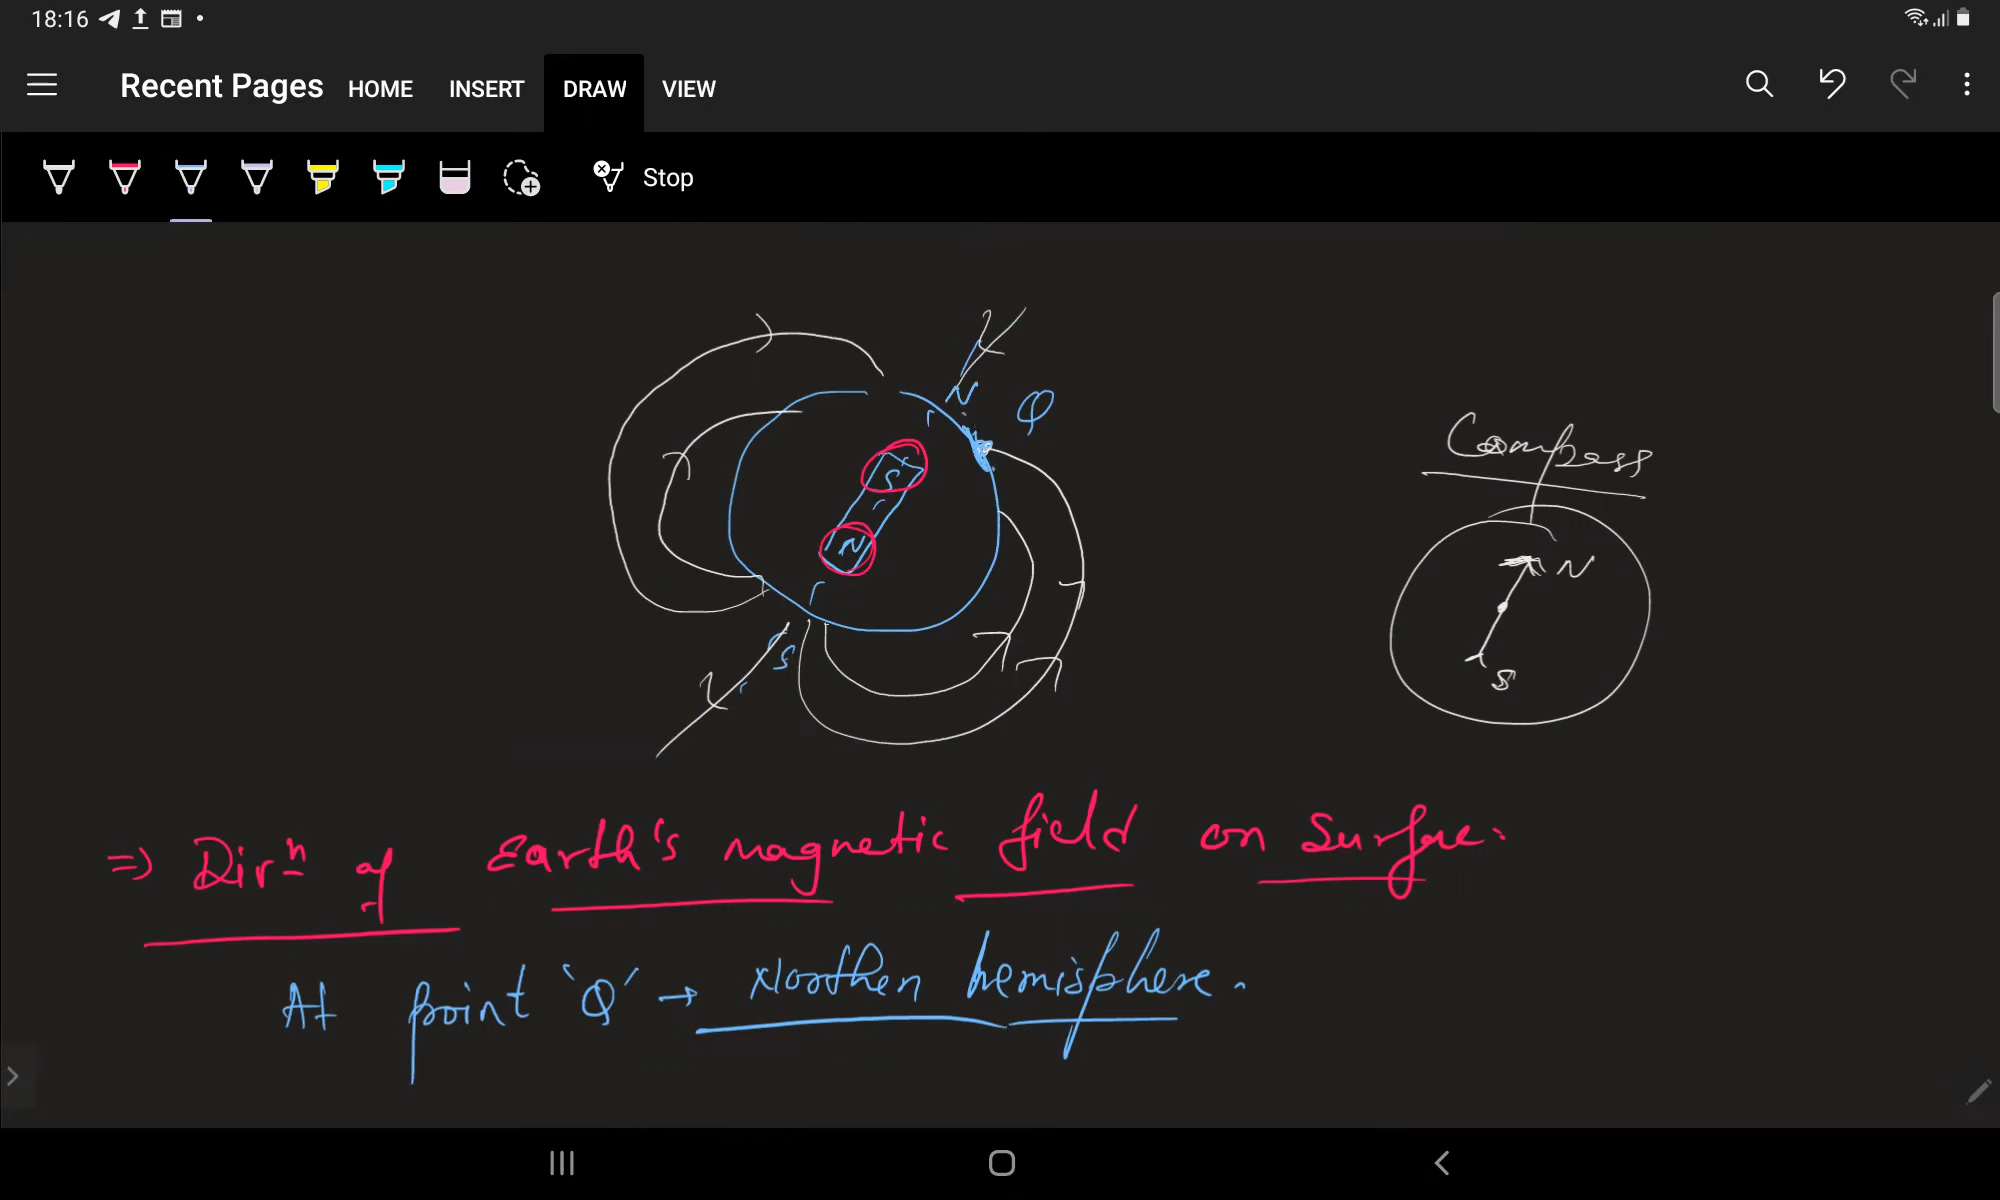 18:16
Recent Pages HOME INSERT DRAW VIEW
Stop
N Q
S
N
S
Compass
N
S
=> Dirⁿ of Earth's magnetic field on Surface.
At point 'Q' → Northen hemisphere.